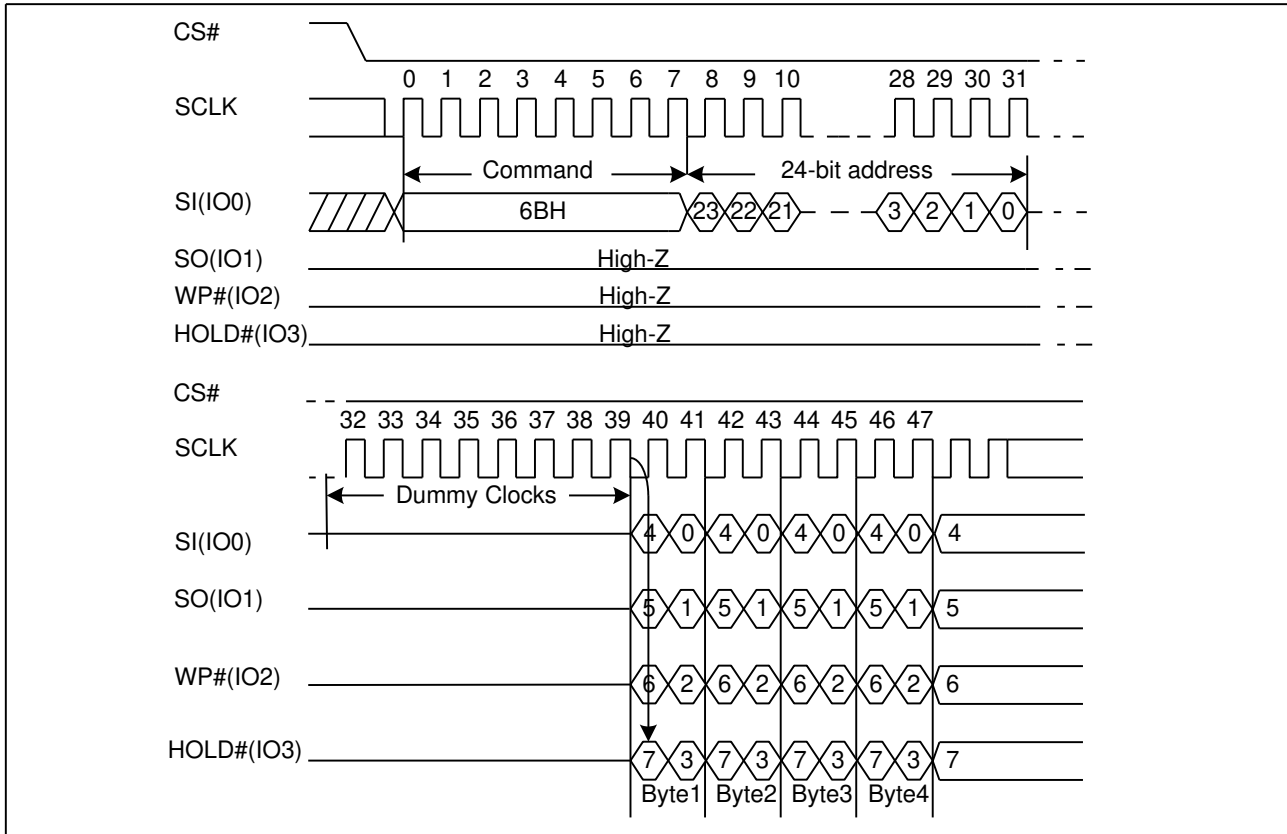 CS#
0 1 2 3 4 5 6 7 8 9 10 28 29 30 31
SCLK
Command 24-bit address
SI(IO0) 6BH 23 22 21 3 2 1 0
SO(IO1) High-Z
WP#(IO2) High-Z
HOLD#(IO3) High-Z
CS#
32 33 34 35 36 37 38 39 40 41 42 43 44 45 46 47
SCLK
Dummy Clocks
SI(IO0) 4 0 4 0 4 0 4 0 4
SO(IO1) 5 1 5 1 5 1 5 1 5
WP#(IO2) 6 2 6 2 6 2 6 2 6
HOLD#(IO3) 7 3 7 3 7 3 7 3 7
Byte1 Byte2 Byte3 Byte4